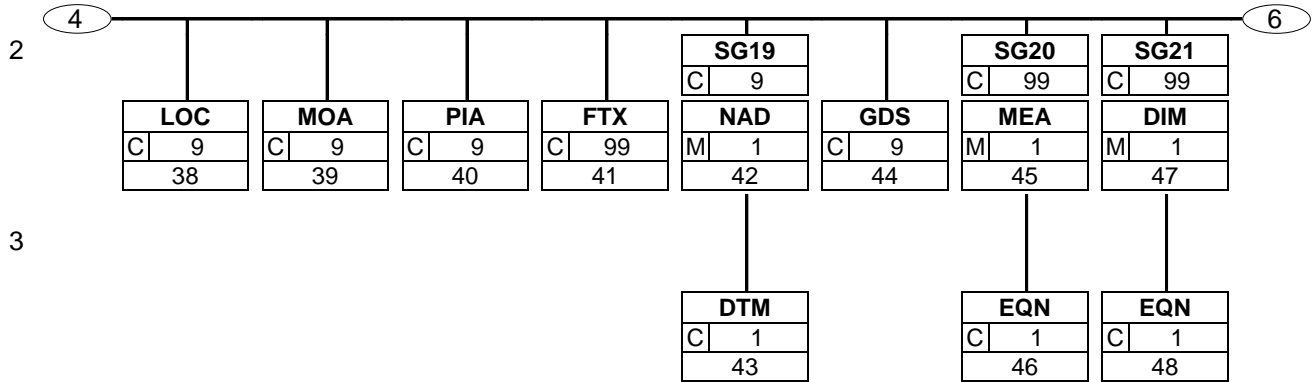 4 6
2 SG19 SG20 SG21
C 9 C 99 C 99
LOC MOA PIA FTX NAD GDS MEA DIM
C 9 C 9 C 9 C 99 M 1 C 9 M 1 M 1
38 39 40 41 42 44 45 47
3
DTM EQN EQN
C 1 C 1 C 1
43 46 48